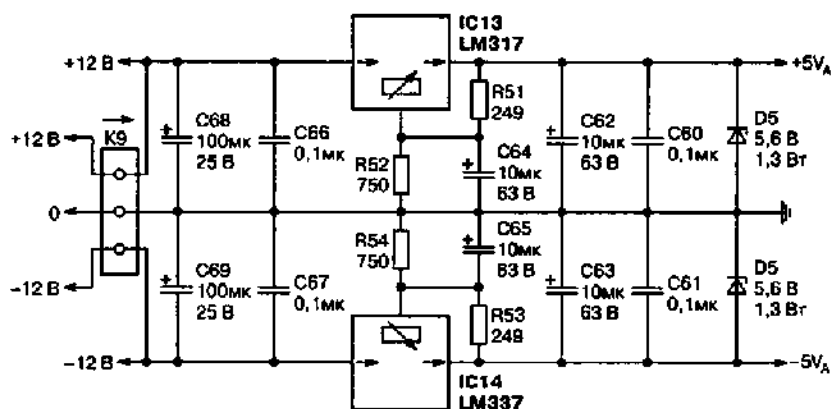 IC13
LM317
+12 В
+5VA
C68
100мк
25 В
C66
0,1мк
R51
249
C62
10мк
63 В
C60
0,1мк
D5
5,6 В
1,3 Вт
+12 В
K9
R52
750
C64
10мк
63 В
0
R54
750
C65
10мк
63 В
-12 В
C69
100мк
25 В
C67
0,1мк
R53
249
C63
10мк
63 В
C61
0,1мк
D5
5,6 В
1,3 Вт
-12 В
-5VA
IC14
LM337